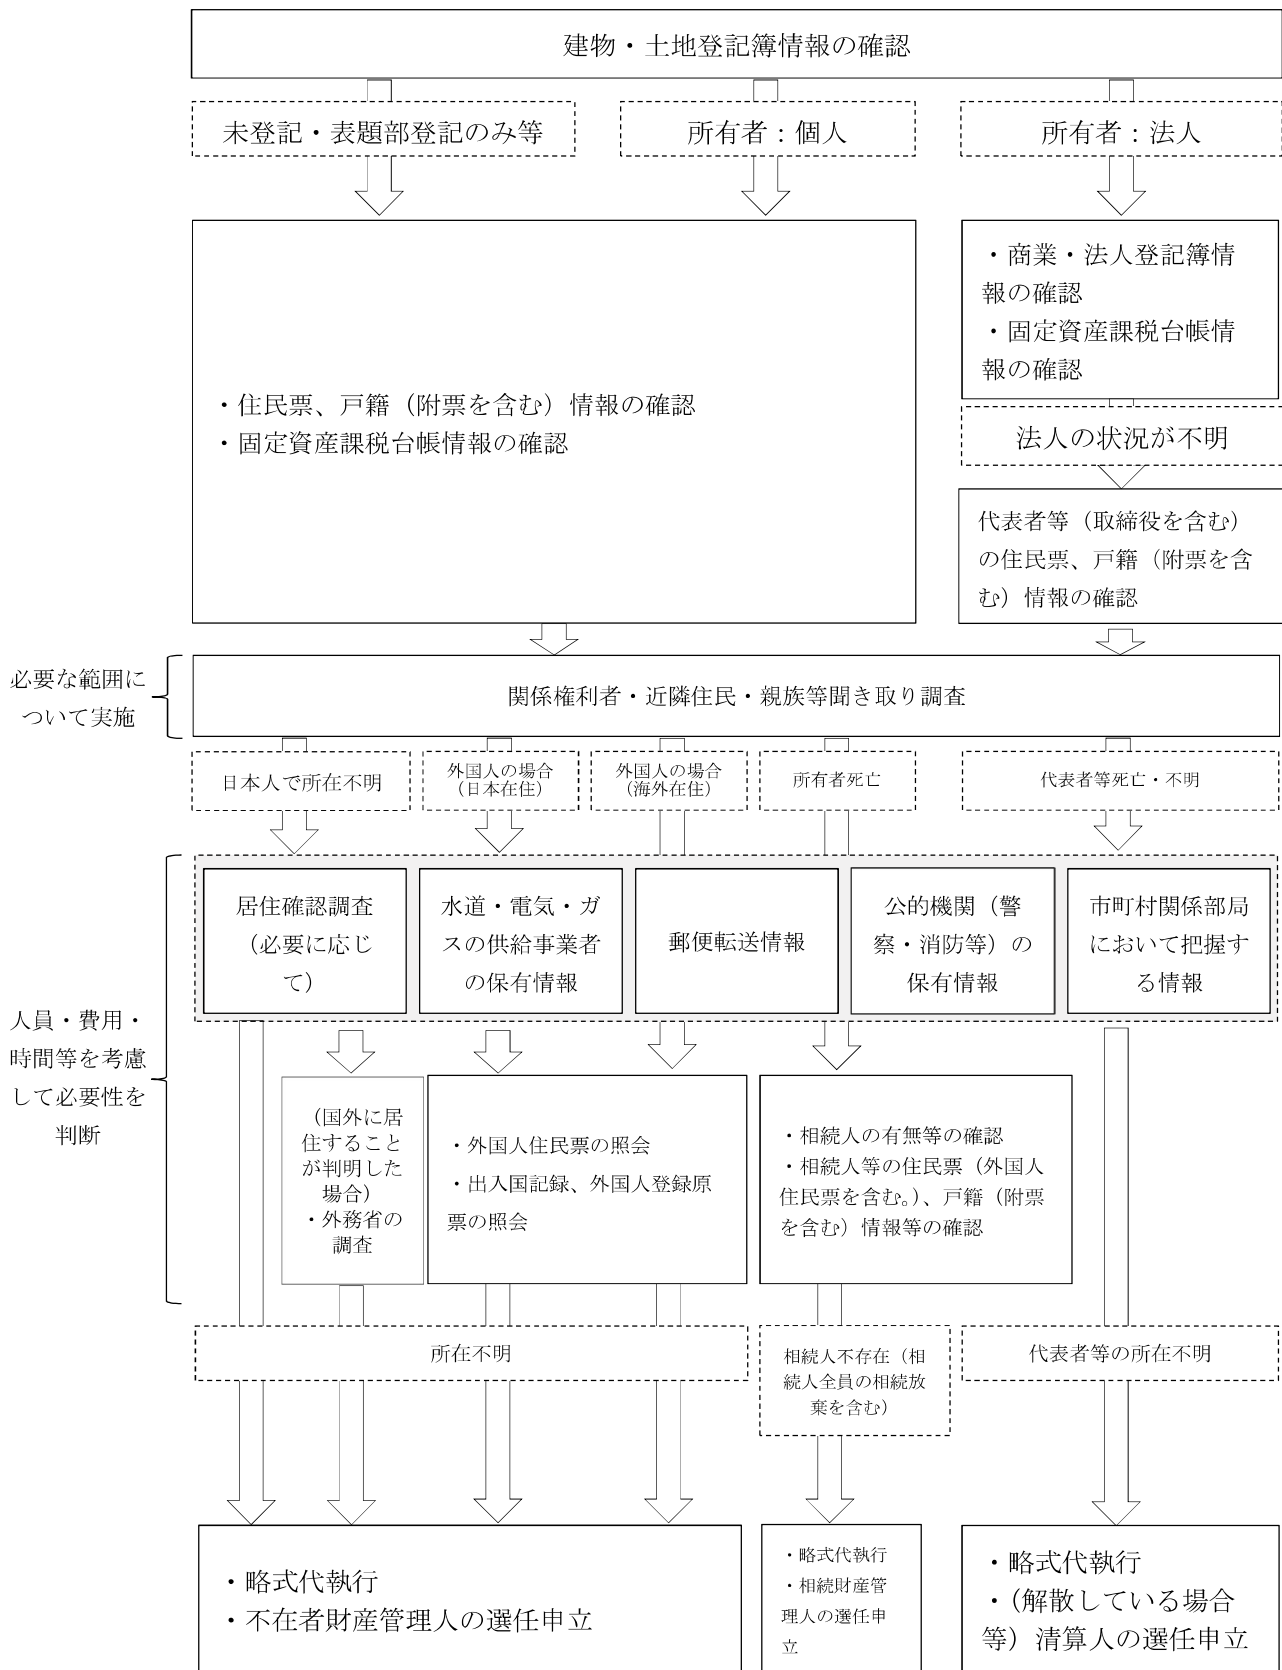 建物・土地登記簿情報の確認
未登記・表題部登記のみ等
所有者：個人
所有者：法人
・住民票、戸籍（附票を含む）情報の確認
・固定資産課税台帳情報の確認
・商業・法人登記簿情
報の確認
・固定資産課税台帳情
報の確認
法人の状況が不明
代表者等（取締役を含む）
の住民票、戸籍（附票を含
む）情報の確認
必要な範囲に
ついて実施
関係権利者・近隣住民・親族等聞き取り調査
日本人で所在不明
外国人の場合
（日本在住）
外国人の場合
（海外在住）
所有者死亡
代表者等死亡・不明
居住確認調査
（必要に応じ
て）
水道・電気・ガ
スの供給事業者
の保有情報
郵便転送情報
公的機関（警
察・消防等）の
保有情報
市町村関係部局
において把握す
る情報
人員・費用・
時間等を考慮
して必要性を
判断
（国外に居
住すること
が判明した
場合）
・外務省の
調査
・外国人住民票の照会
・出入国記録、外国人登録原
票の照会
・相続人の有無等の確認
・相続人等の住民票（外国人
住民票を含む。）、戸籍（附票
を含む）情報等の確認
所在不明
相続人不存在（相
続人全員の相続放
棄を含む）
代表者等の所在不明
・略式代執行
・不在者財産管理人の選任申立
・略式代執行
・相続財産管
理人の選任申
立
・略式代執行
・（解散している場合
等）清算人の選任申立